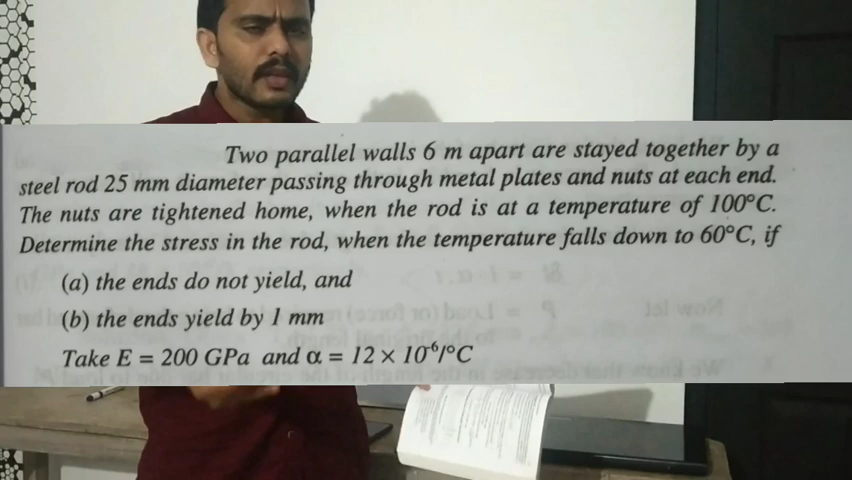 Two parallel walls 6 m apart are stayed together by a
steel rod 25 mm diameter passing through metal plates and nuts at each end.
The nuts are tightened home, when the rod is at a temperature of 100°C.
Determine the stress in the rod, when the temperature falls down to 60°C, if
(a) the ends do not yield, and
(b) the ends yield by 1 mm
Take E = 200 GPa and α = 12 × 10⁻⁶/°C